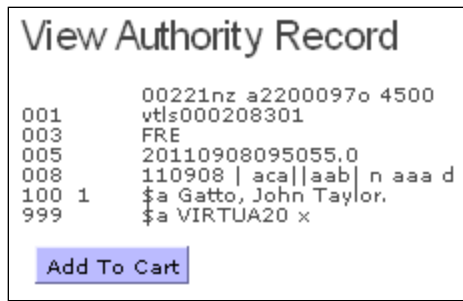 View Authority Record
00221nz a2200097o 4500
001 vtls000208301
003 FRE
005 20110908095055.0
008 110908 | aca||aab| n aaa d
100 1 $a Gatto, John Taylor.
999 $a VIRTUA20 x
Add To Cart